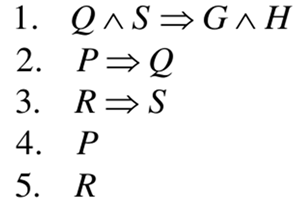 1. Q ∧ S ⇒ G ∧ H
2. P ⇒ Q
3. R ⇒ S
4. P
5. R